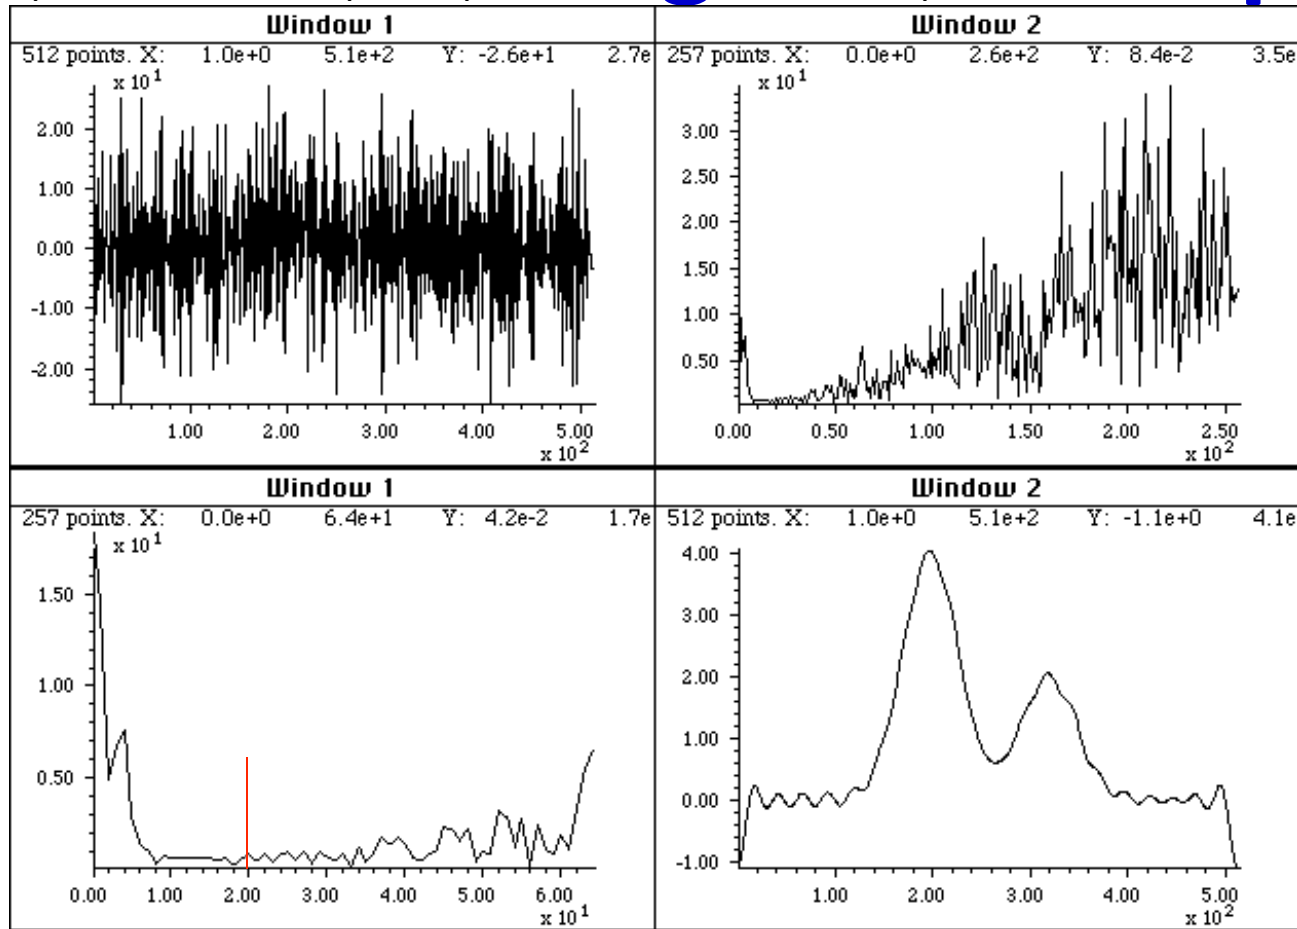 Window 1
512 points. X: 1.0e+0 5.1e+2 Y: -2.6e+1 2.7e
x 10^1
2.00
1.00
0.00
-1.00
-2.00
1.00 2.00 3.00 4.00 5.00
x 10^2
Window 2
257 points. X: 0.0e+0 2.6e+2 Y: 8.4e-2 3.5e
x 10^1
3.00
2.50
2.00
1.50
1.00
0.50
0.00 0.50 1.00 1.50 2.00 2.50
x 10^2
Window 1
257 points. X: 0.0e+0 6.4e+1 Y: 4.2e-2 1.7e
x 10^1
1.50
1.00
0.50
0.00 1.00 2.00 3.00 4.00 5.00 6.00
x 10^1
Window 2
512 points. X: 1.0e+0 5.1e+2 Y: -1.1e+0 4.1e
4.00
3.00
2.00
1.00
0.00
-1.00
1.00 2.00 3.00 4.00 5.00
x 10^2